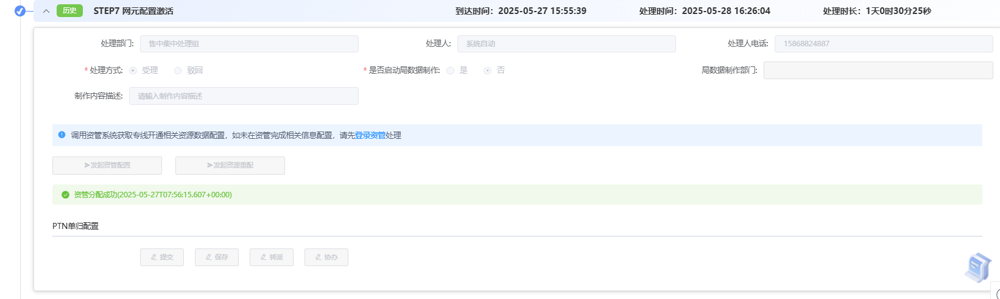 历史 STEP7 网元配置激活 到达时间：2025-05-27 15:55:39 处理时间：2025-05-28 16:26:04 处理时长：1天0时30分25秒
处理部门: 售中集中处理组 处理人: 系统自动 处理人电话: 15868824887
* 处理方式: 受理 驳回 * 是否启动局数据制作: 是 否 局数据制作部门:
制作内容描述: 请输入制作内容描述
调用资管系统获取专线开通相关资源数据配置，如未在资管完成相关信息配置，请先登录资管处理
发起资管配置 发起资源重配
资管分配成功(2025-05-27T07:56:15.607+00:00)
PTN单归配置
提交 保存 转派 协办